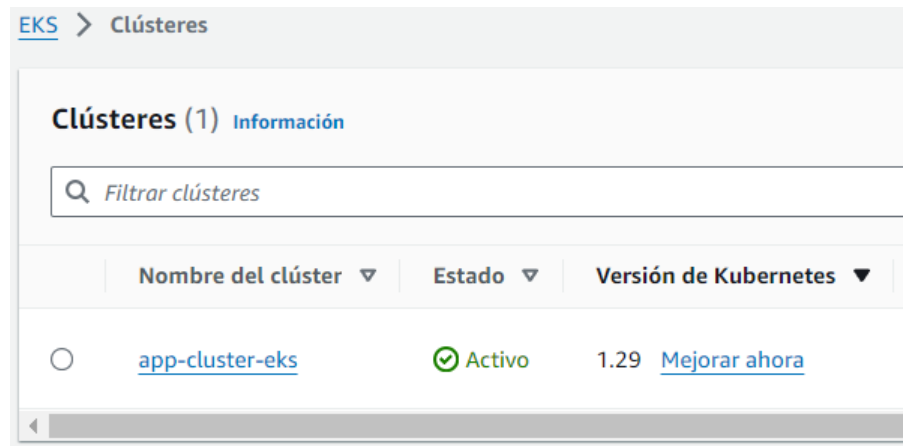 EKS > Clústeres
Clústeres (1) Información
Filtrar clústeres
Nombre del clúster Estado Versión de Kubernetes
app-cluster-eks Activo 1.29 Mejorar ahora